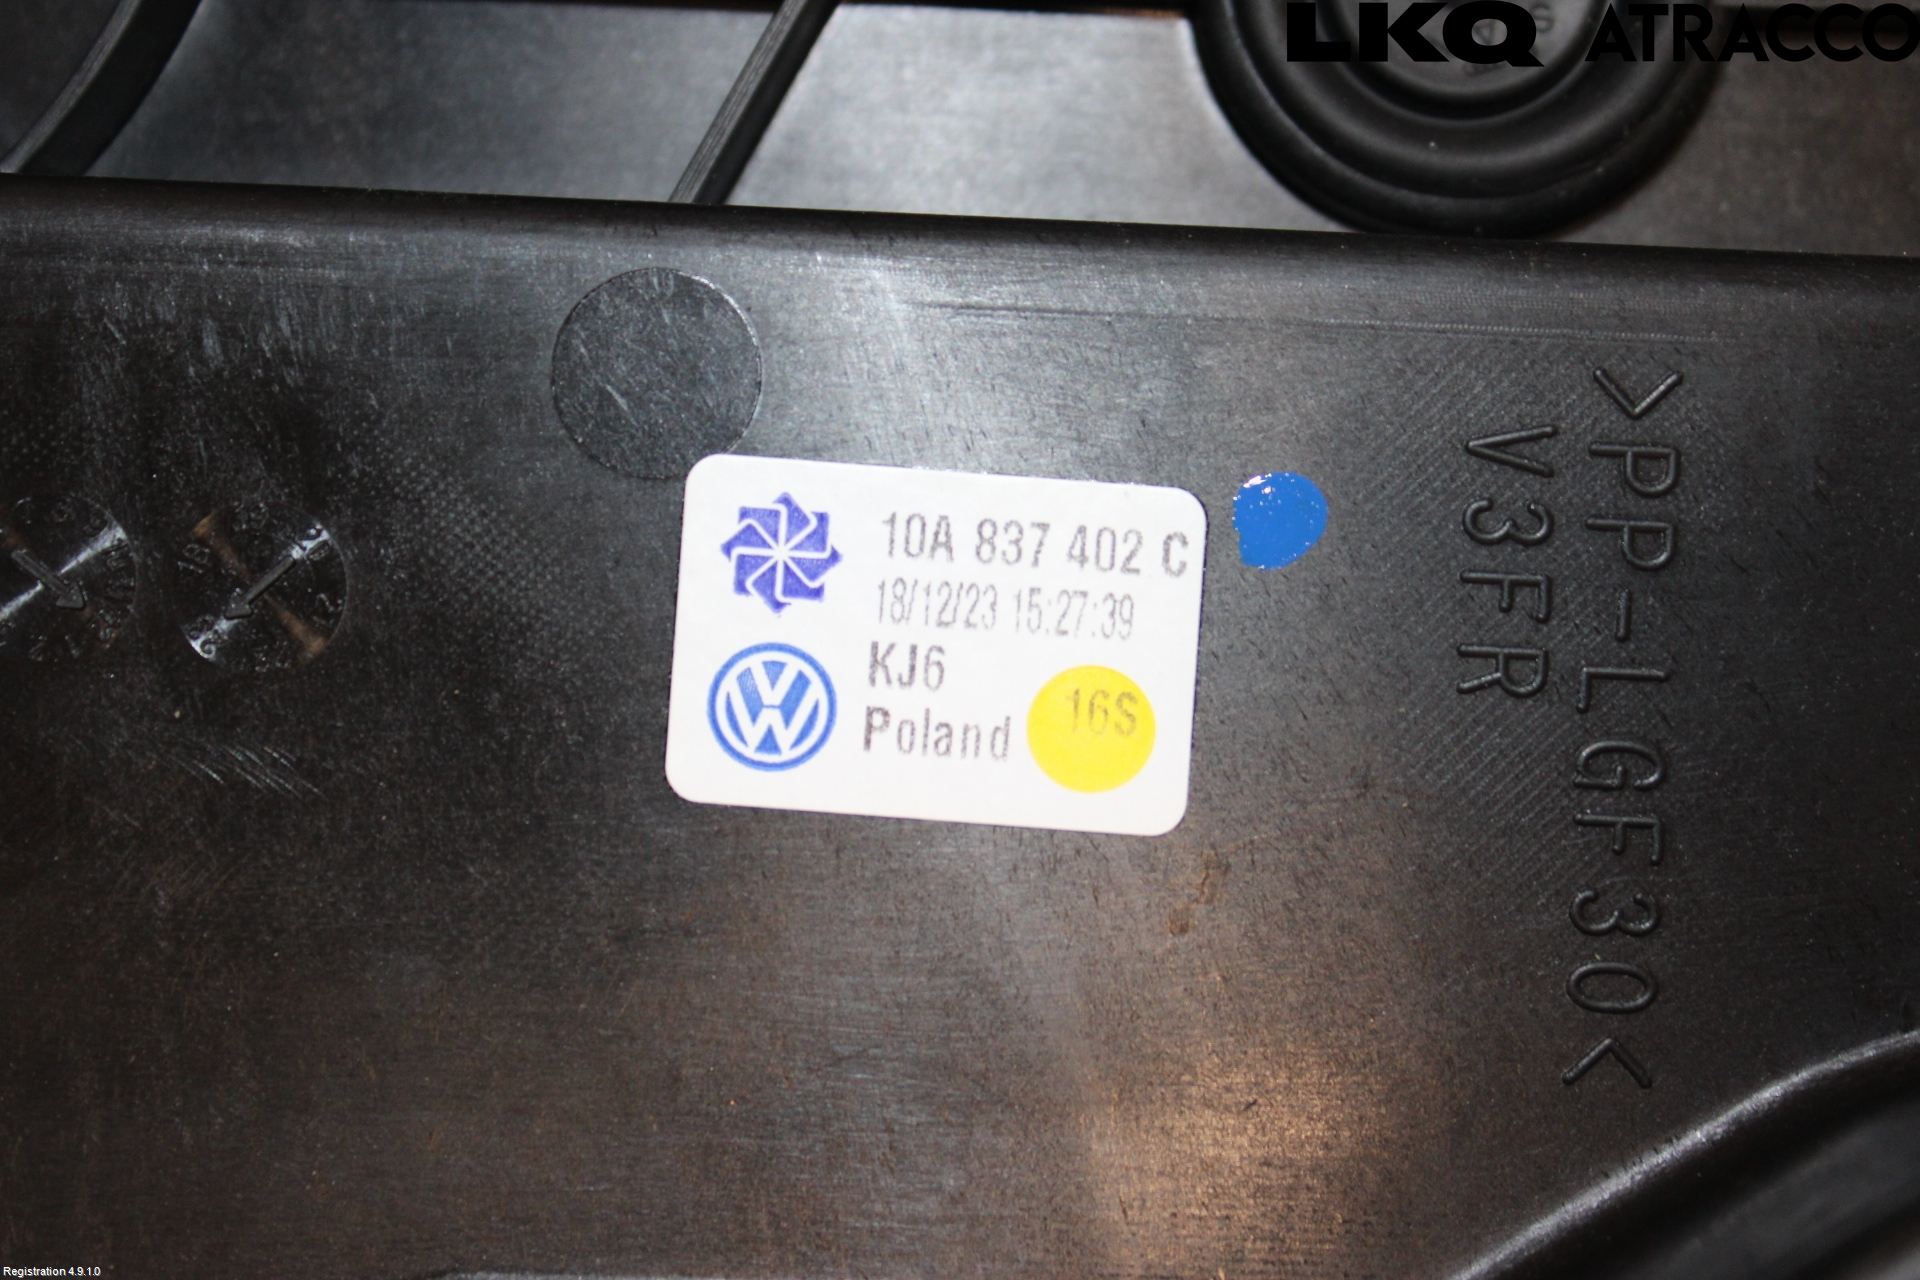 LKQ ATRACCO
10A 837 402 C
18/12/23 15:27:39
KJ6
Poland
16S
>PP-LGF30<
V3FR
18
Registration 4.9.1.0